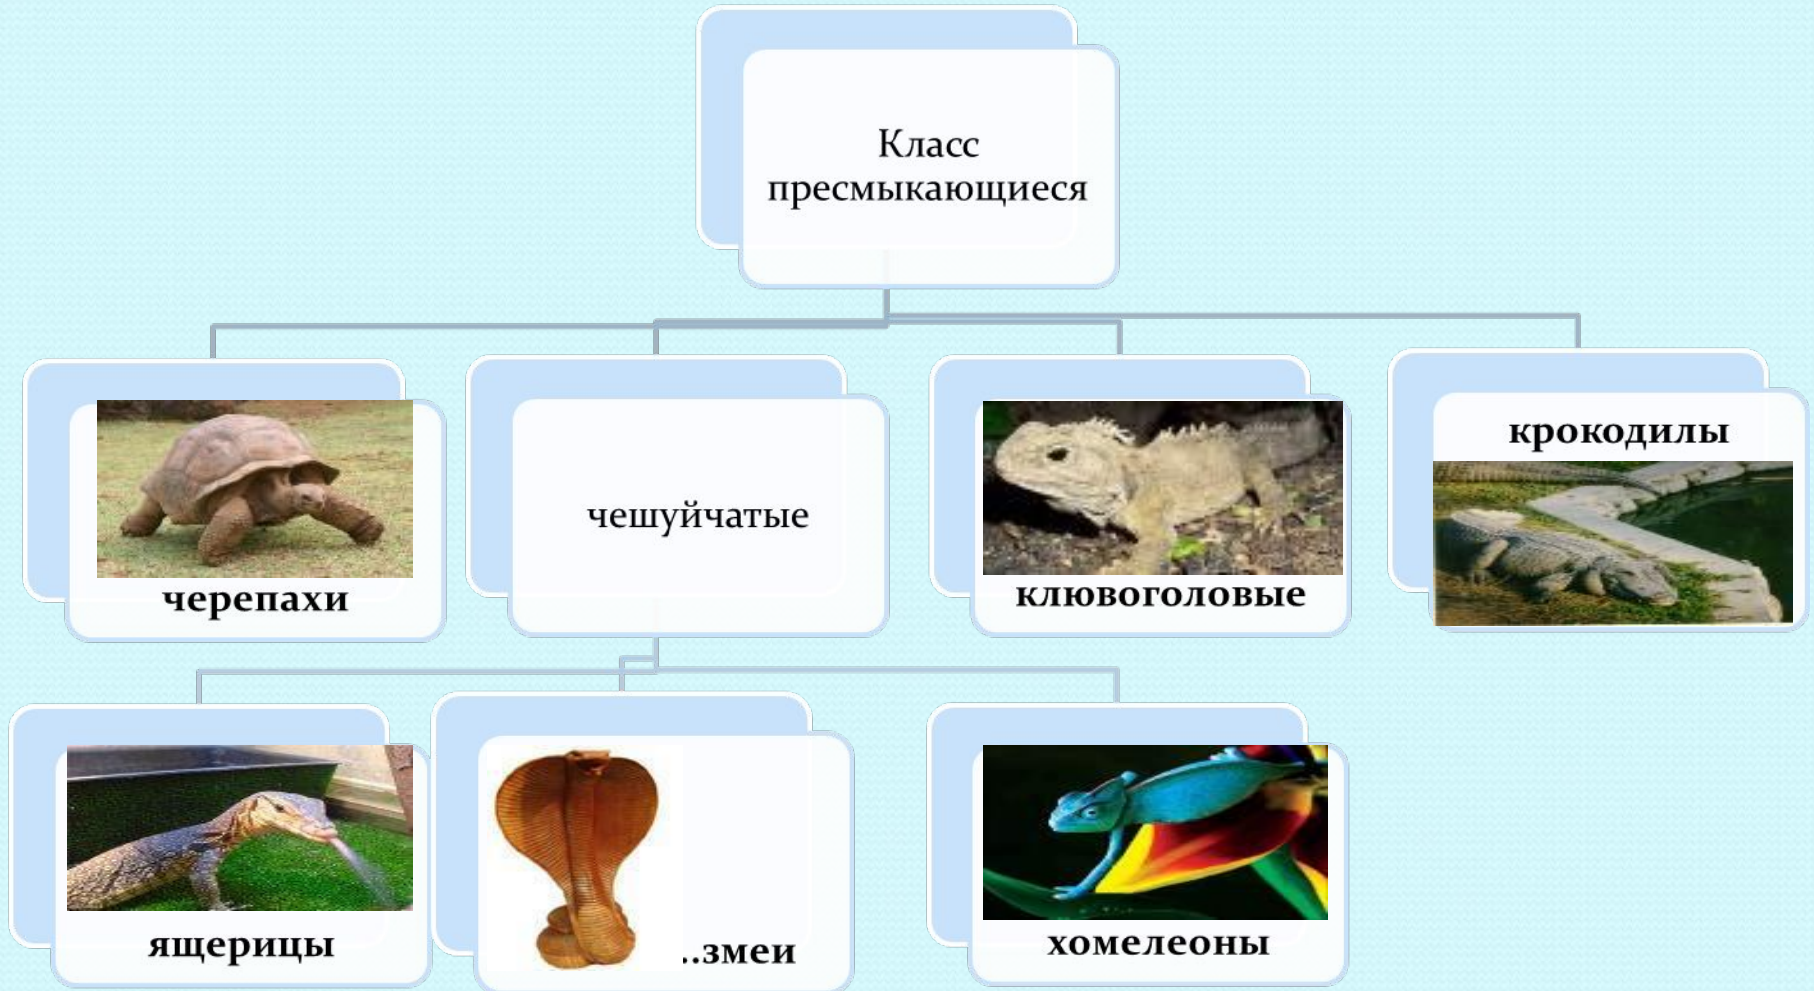 Класс
пресмыкающиеся
черепахи
чешуйчатые
клювоголовые
крокодилы
ящерицы
..змеи
хомелеоны